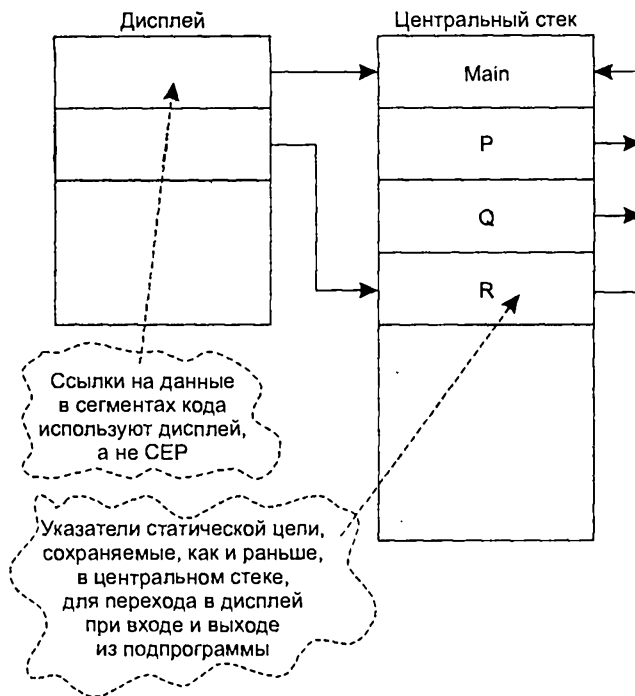 Дисплей
Центральный стек
Main
P
Q
R
Ссылки на данные
в сегментах кода
используют дисплей,
а не CEP
Указатели статической цепи,
сохраняемые, как и раньше,
в центральном стеке,
для перехода в дисплей
при входе и выходе
из подпрограммы